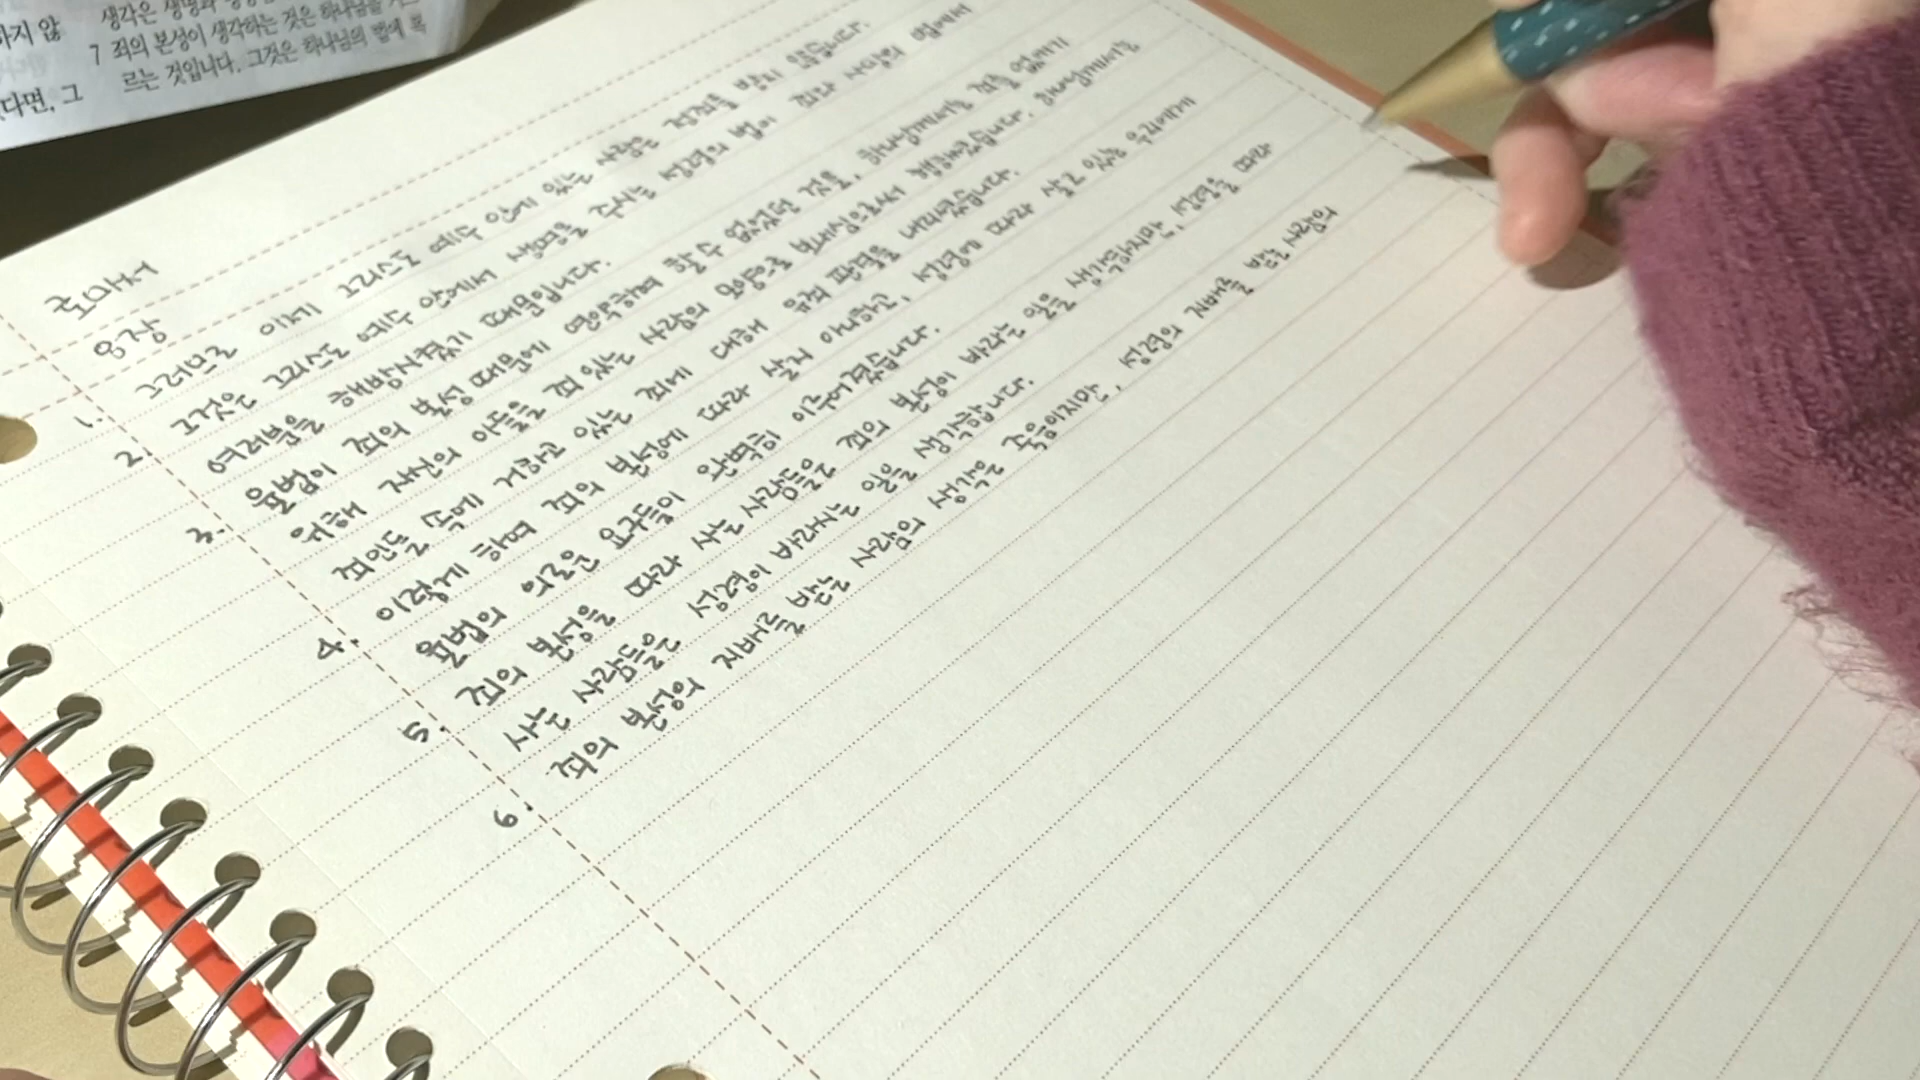 하지 않
다면, 그
생각은 생명과
7 죄의 본성이 생각하는 것은 하나님을
르는 것입니다. 그것은 하나님의 법에 복
로마서
8장
1. 그러므로 이제 그리스도 예수 안에 있는 사람은 정죄를 받지 않습니다.
2. 그것은 그리스도 예수 안에서 생명을 주시는 성령의 법이 죄와 사망의 법에서
여러분을 해방시켰기 때문입니다.
3. 율법이 죄의 본성 때문에 연약하여 할 수 없었던 것을, 하나님께서는 죄를 없애기
위해 자신의 아들을 죄 있는 사람의 모양으로 보내심으로써 행하셨습니다. 하나님께서는
죄인들 속에 거하고 있는 죄에 대해 유죄 판결을 내리셨습니다.
4. 이렇게 하여 죄의 본성에 따라 살지 아니하고, 성령에 따라 살고 있는 우리에게
율법의 의로운 요구들이 완벽히 이루어졌습니다.
5. 죄의 본성을 따라 사는 사람들은 죄의 본성이 바라는 일을 생각하지만, 성령을 따라
사는 사람들은 성령이 바라시는 일을 생각합니다.
6. 죄의 본성의 지배를 받는 사람의 생각은 죽음이지만, 성령의 지배를 받는 사람의